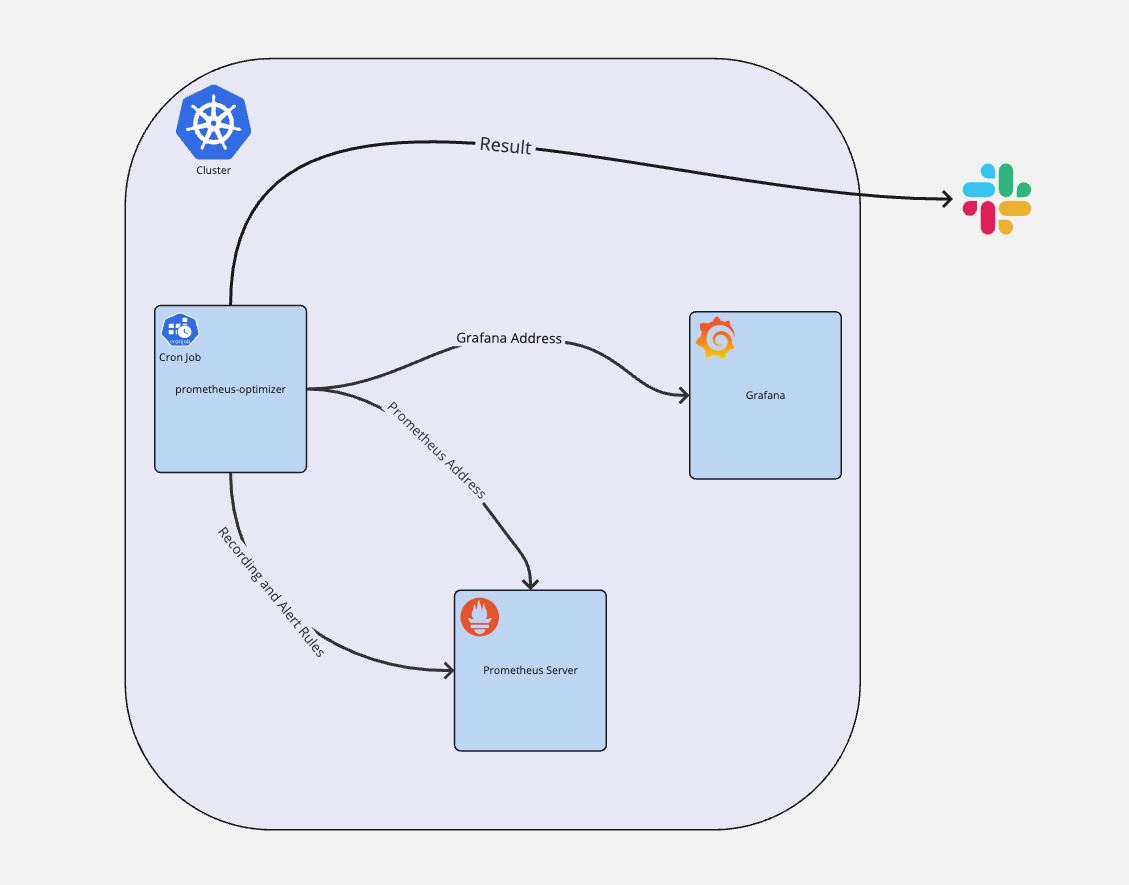 Cluster
Result
cronjob
Cron Job
prometheus-optimizer
Grafana Address
Grafana
Prometheus Address
Recording and Alert Rules
Prometheus Server